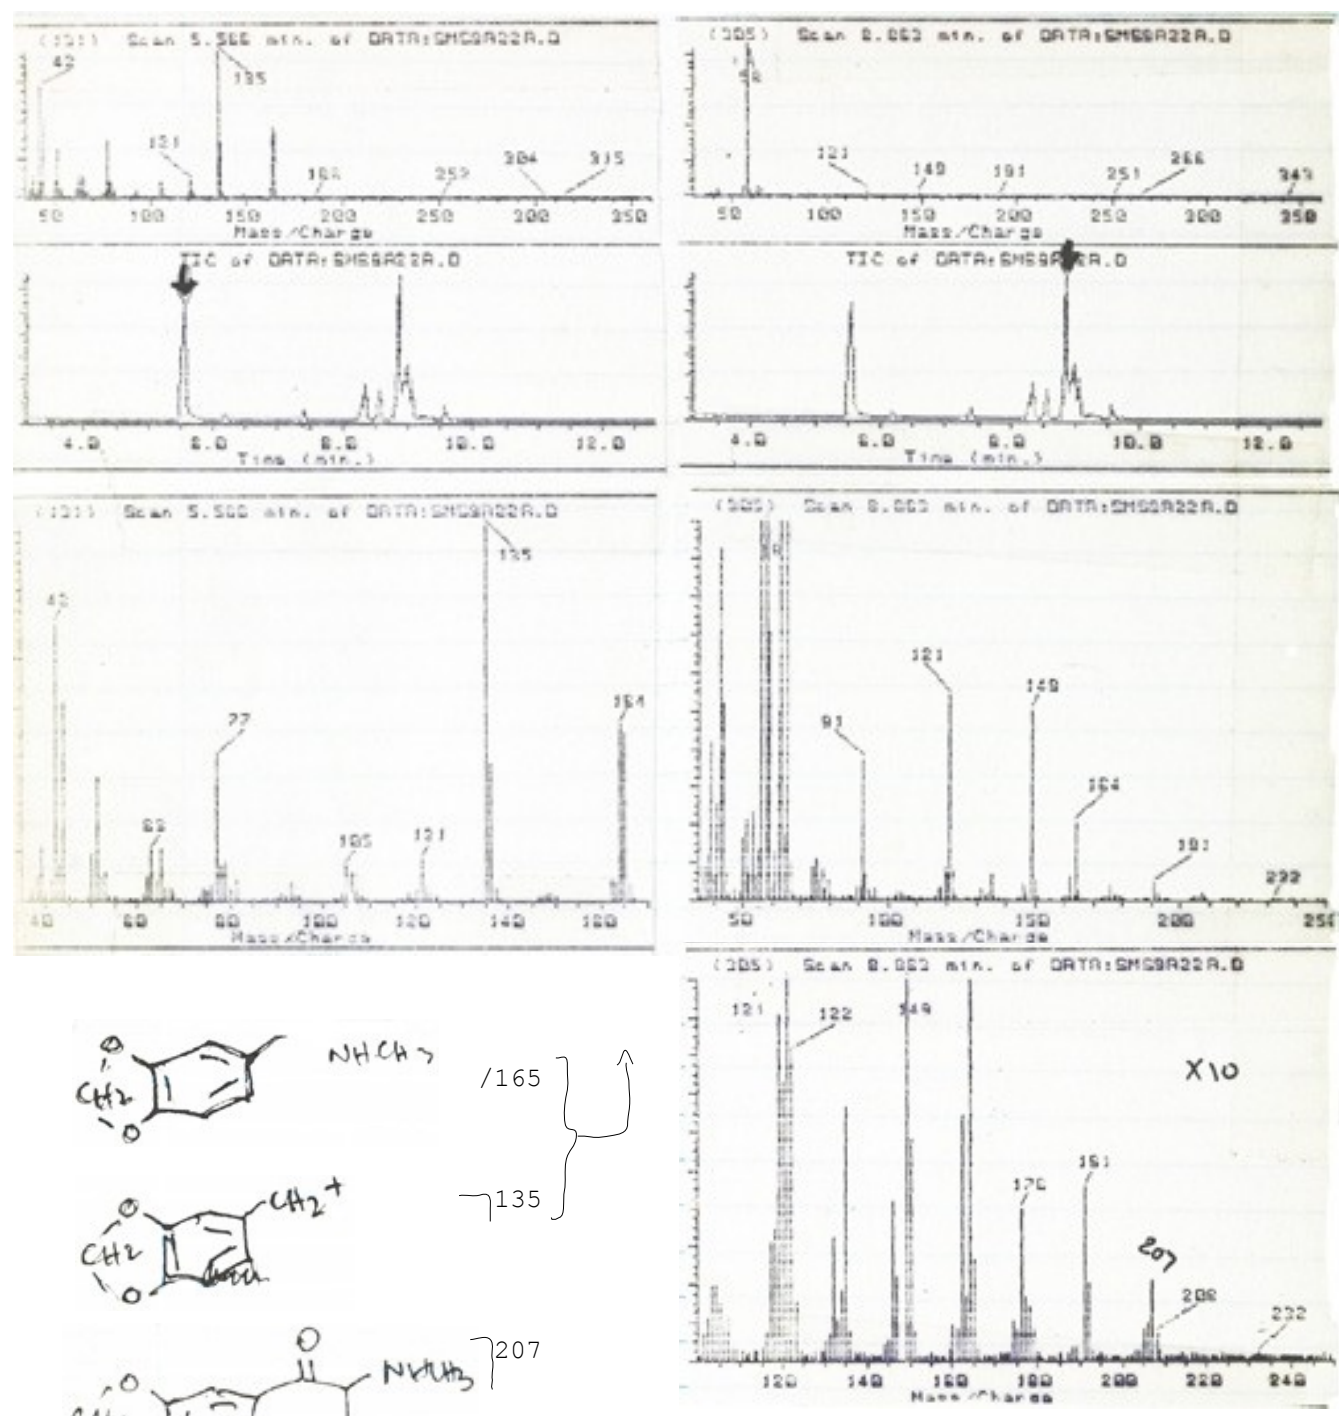 (131) Scan 5.566 min. of DATA:SMS9A22A.D
43
135
121
304
315
50 100 150 200 250 300 350
Mass/Charge
TIC of DATA:SMS9A22A.D
4.0 6.0 8.0 10.0 12.0
Time (min.)
(305) Scan 8.863 min. of DATA:SMS9A22A.D
58
121
149
191
251
266
343
50 100 150 200 250 300 350
Mass/Charge
TIC of DATA:SMS9A22A.D
4.0 6.0 8.0 10.0 12.0
Time (min.)
(131) Scan 5.566 min. of DATA:SMS9A22A.D
135
43
77
164
63
105
121
40 60 80 100 120 140 160
Mass/Charge
(305) Scan 8.863 min. of DATA:SMS9A22A.D
121
149
91
164
191
232
50 100 150 200 250
Mass/Charge
(305) Scan 8.863 min. of DATA:SMS9A22A.D
121
122
149
X10
191
176
207
208
232
120 140 160 180 200 220 240
Mass/Charge
O
NHCH3
/165
CH2
O
O
CH2+
135
CH2
O
O
207
NHCH3
O